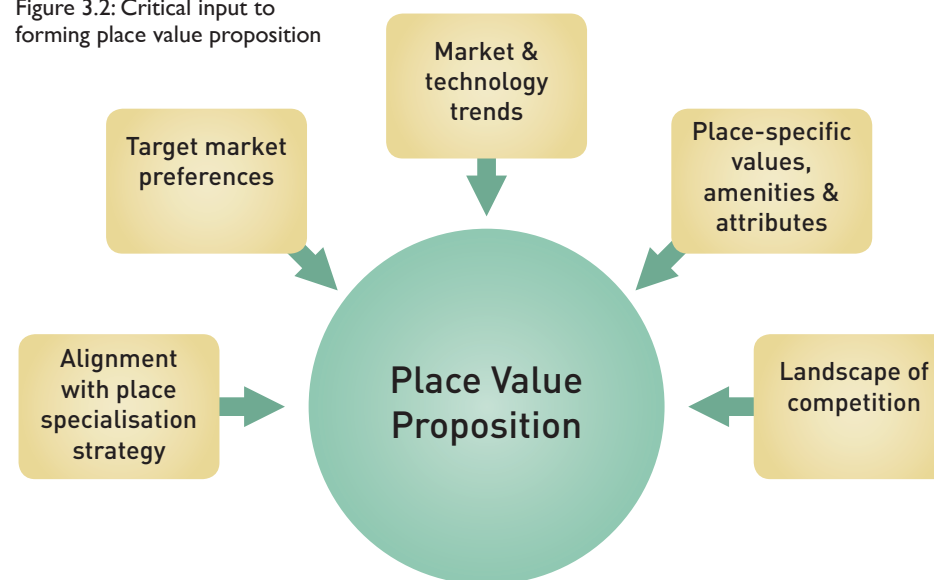 Figure 3.2: Critical input to
forming place value proposition
Market &
technology
trends
Target market
preferences
Place-specific
values,
amenities &
attributes
Alignment
with place
specialisation
strategy
Place Value
Proposition
Landscape of
competition